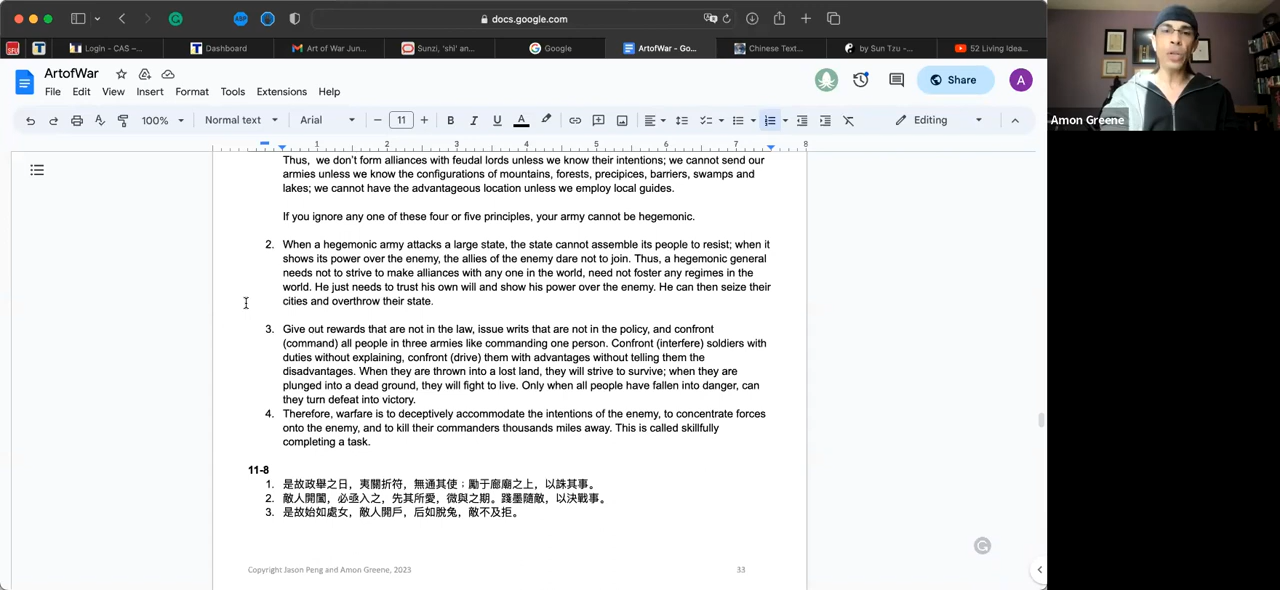 docs.google.com
Login - CAS –...
Dashboard
Art of War Jun...
Sunzi, 'shi' an...
Google
ArtofWar - Go...
Chinese Text...
by Sun Tzu -...
52 Living Idea...
ArtofWar
File Edit View Insert Format Tools Extensions Help
Share
A
100% Normal text Arial 11 Editing
1 2 3 4 5 6 7 8
Amon Greene
Thus, we don't form alliances with feudal lords unless we know their intentions; we cannot send our
armies unless we know the configurations of mountains, forests, precipices, barriers, swamps and
lakes; we cannot have the advantageous location unless we employ local guides.
If you ignore any one of these four or five principles, your army cannot be hegemonic.
2. When a hegemonic army attacks a large state, the state cannot assemble its people to resist; when it
shows its power over the enemy, the allies of the enemy dare not to join. Thus, a hegemonic general
needs not to strive to make alliances with any one in the world, need not foster any regimes in the
world. He just needs to trust his own will and show his power over the enemy. He can then seize their
cities and overthrow their state.
3. Give out rewards that are not in the law, issue writs that are not in the policy, and confront
(command) all people in three armies like commanding one person. Confront (interfere) soldiers with
duties without explaining, confront (drive) them with advantages without telling them the
disadvantages. When they are thrown into a lost land, they will strive to survive; when they are
plunged into a dead ground, they will fight to live. Only when all people have fallen into danger, can
they turn defeat into victory.
4. Therefore, warfare is to deceptively accommodate the intentions of the enemy, to concentrate forces
onto the enemy, and to kill their commanders thousands miles away. This is called skillfully
completing a task.
11-8
1. 是故政舉之日，夷關折符，無通其使；勵于廊廟之上，以誅其事。
2. 敵人開闔，必亟入之，先其所愛，微與之期。踐墨隨敵，以決戰事。
3. 是故始如處女，敵人開戶，后如脫兔，敵不及拒。
Copyright Jason Peng and Amon Greene, 2023 33